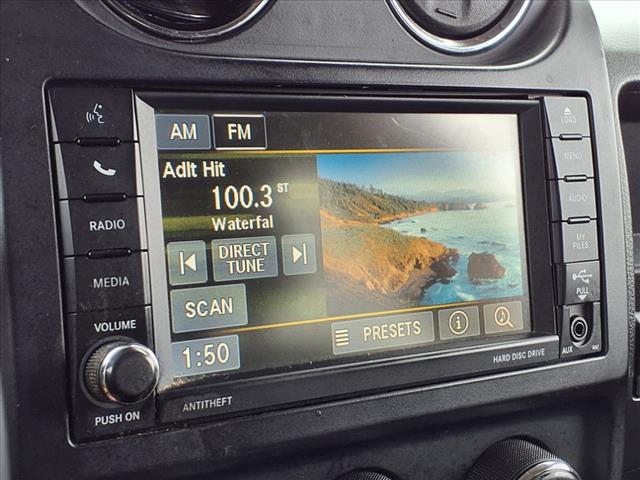 AM FM
Adlt Hit
100.3 ST
Waterfal
DIRECT
TUNE
SCAN
1:50
PRESETS
RADIO
MEDIA
VOLUME
PUSH ON
ANTITHEFT
HARD DISC DRIVE
LOAD
MENU
AUDIO
MY
FILES
PULL
AUX
RBZ